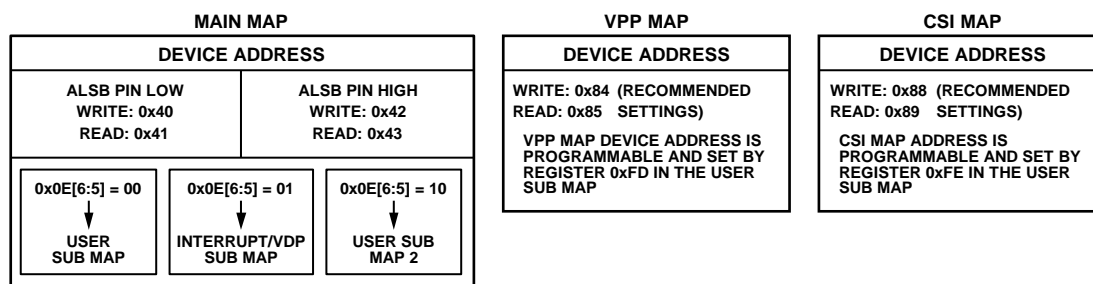 MAIN MAP
DEVICE ADDRESS
ALSB PIN LOW
WRITE: 0x40
READ: 0x41
ALSB PIN HIGH
WRITE: 0x42
READ: 0x43
0x0E[6:5] = 00
USER
SUB MAP
0x0E[6:5] = 01
INTERRUPT/VDP
SUB MAP
0x0E[6:5] = 10
USER SUB
MAP 2
VPP MAP
DEVICE ADDRESS
WRITE: 0x84 (RECOMMENDED
READ: 0x85 SETTINGS)
VPP MAP DEVICE ADDRESS IS
PROGRAMMABLE AND SET BY
REGISTER 0xFD IN THE USER
SUB MAP
CSI MAP
DEVICE ADDRESS
WRITE: 0x88 (RECOMMENDED
READ: 0x89 SETTINGS)
CSI MAP ADDRESS IS
PROGRAMMABLE AND SET BY
REGISTER 0xFE IN THE USER
SUB MAP